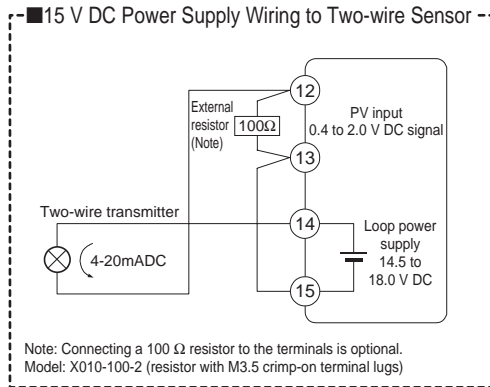 ■15 V DC Power Supply Wiring to Two-wire Sensor
12
External
resistor
(Note)
100Ω
PV input
0.4 to 2.0 V DC signal
13
Two-wire transmitter
14
4-20mADC
Loop power
supply
14.5 to
18.0 V DC
15
Note: Connecting a 100 Ω resistor to the terminals is optional.
Model: X010-100-2 (resistor with M3.5 crimp-on terminal lugs)